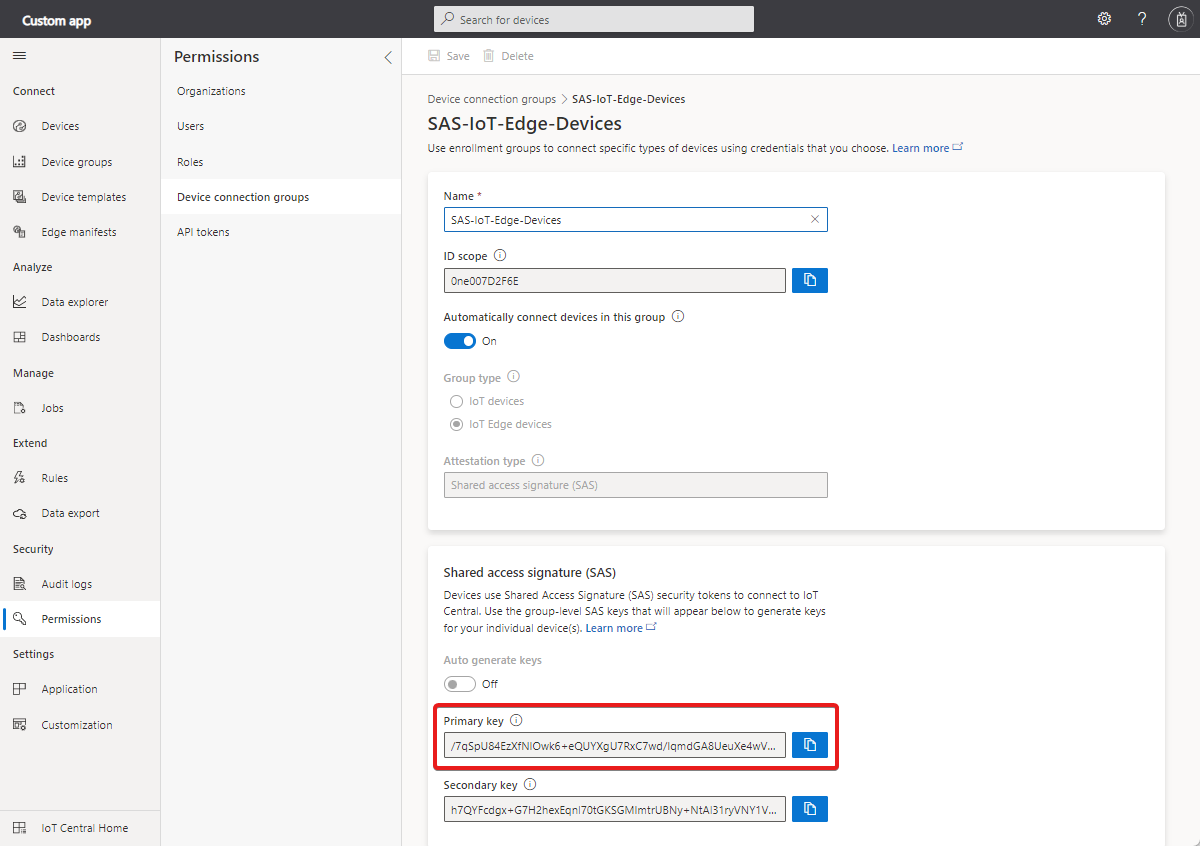 Custom app
Search for devices
?
Connect
Devices
Device groups
Device templates
Edge manifests
Analyze
Data explorer
Dashboards
Manage
Jobs
Extend
Rules
Data export
Security
Audit logs
Permissions
Settings
Application
Customization
IoT Central Home
Permissions
Organizations
Users
Roles
Device connection groups
API tokens
Save Delete
Device connection groups > SAS-IoT-Edge-Devices
SAS-IoT-Edge-Devices
Use enrollment groups to connect specific types of devices using credentials that you choose. Learn more
Name *
SAS-IoT-Edge-Devices
ID scope
0ne007D2F6E
Automatically connect devices in this group
On
Group type
IoT devices
IoT Edge devices
Attestation type
Shared access signature (SAS)
Shared access signature (SAS)
Devices use Shared Access Signature (SAS) security tokens to connect to IoT
Central. Use the group-level SAS keys that will appear below to generate keys
for your individual device(s). Learn more
Auto generate keys
Off
Primary key
Secondary key